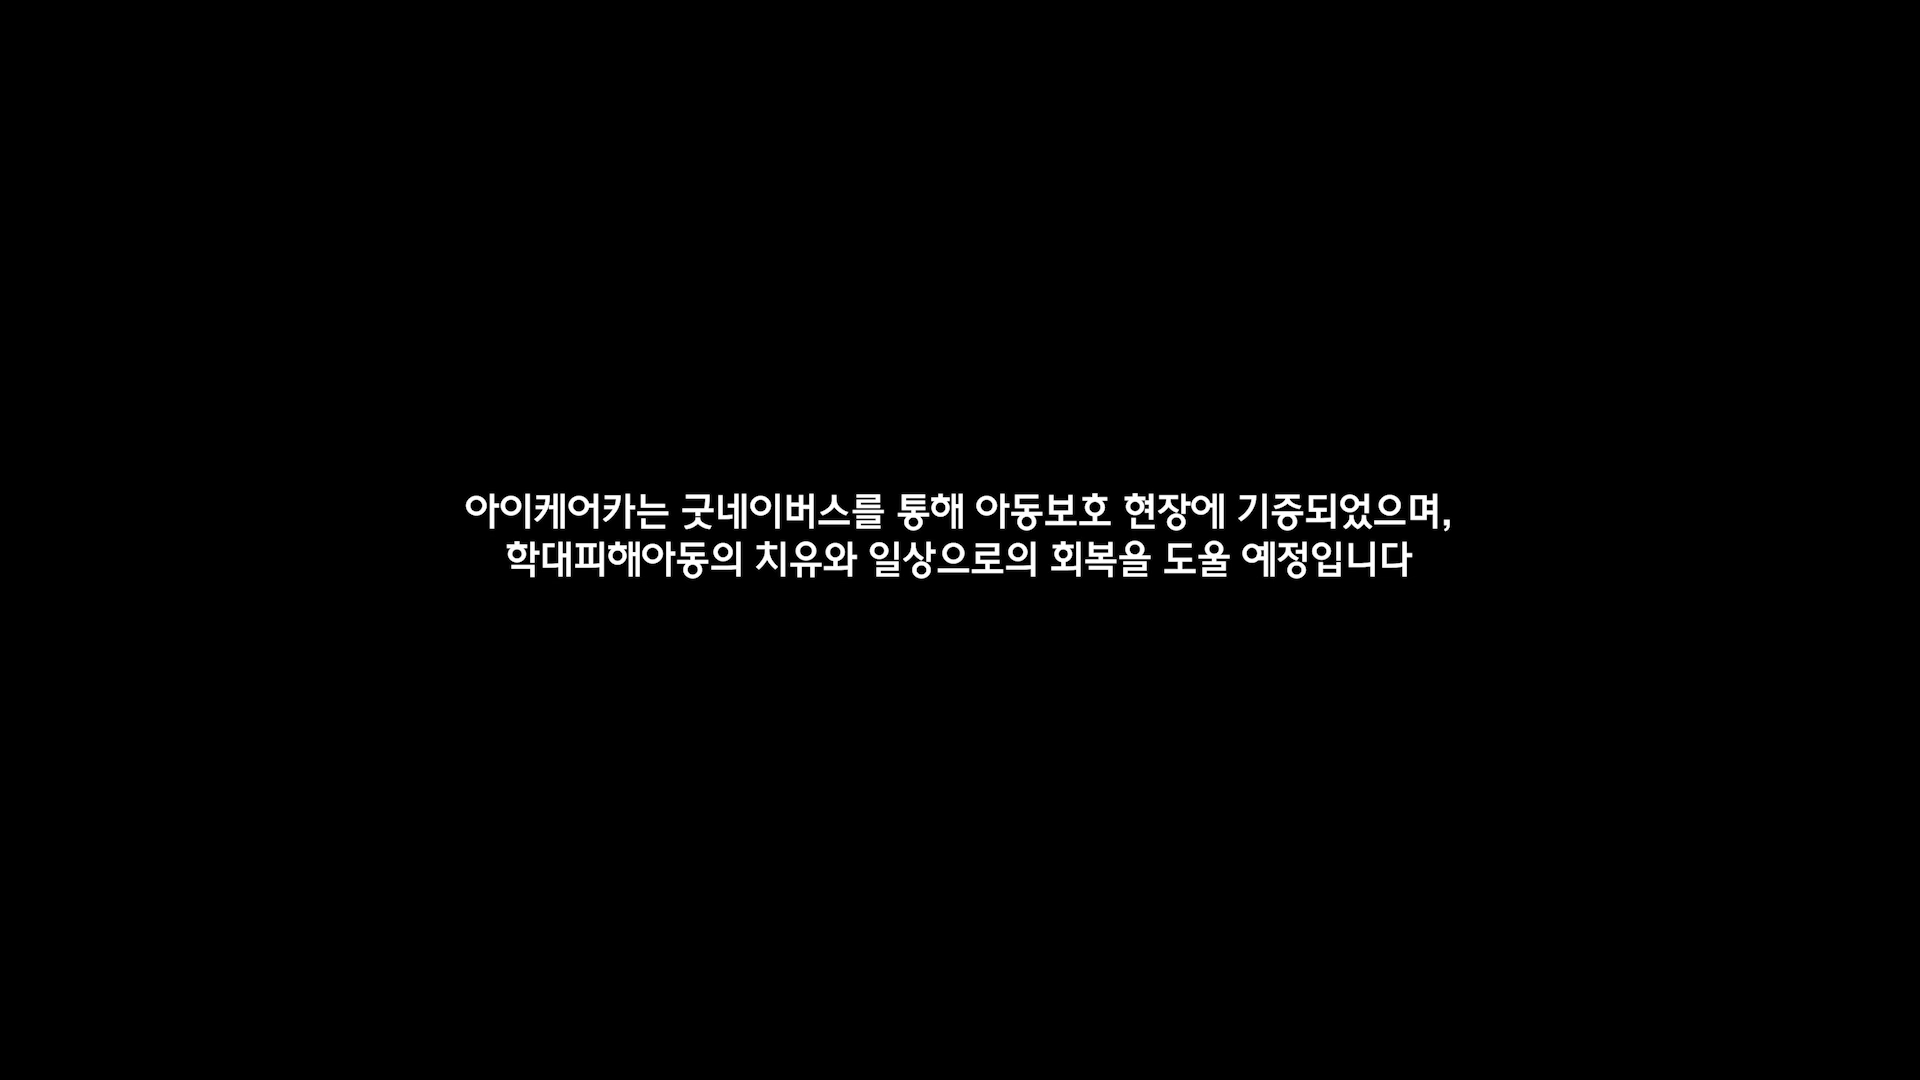 아이케어카는 굿네이버스를 통해 아동보호 현장에 기증되었으며,
학대피해아동의 치유와 일상으로의 회복을 도울 예정입니다